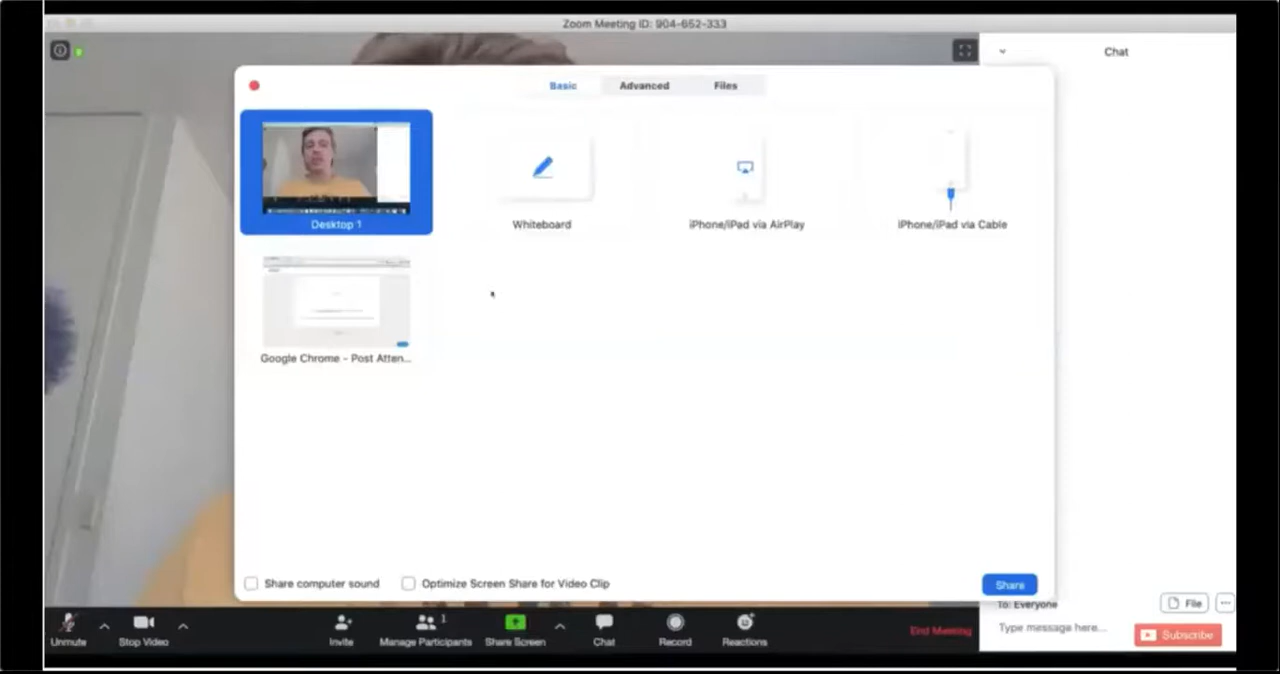 Zoom Meeting ID: 904-652-333
Chat
Basic
Advanced
Files
Desktop 1
Whiteboard
iPhone/iPad via AirPlay
iPhone/iPad via Cable
Google Chrome - Post Atten...
Share computer sound
Optimize Screen Share for Video Clip
Share
To: Everyone
File
Type message here...
Subscribe
1
Unmute
Stop Video
Invite
Manage Participants
Share Screen
Chat
Record
Reactions
End Meeting